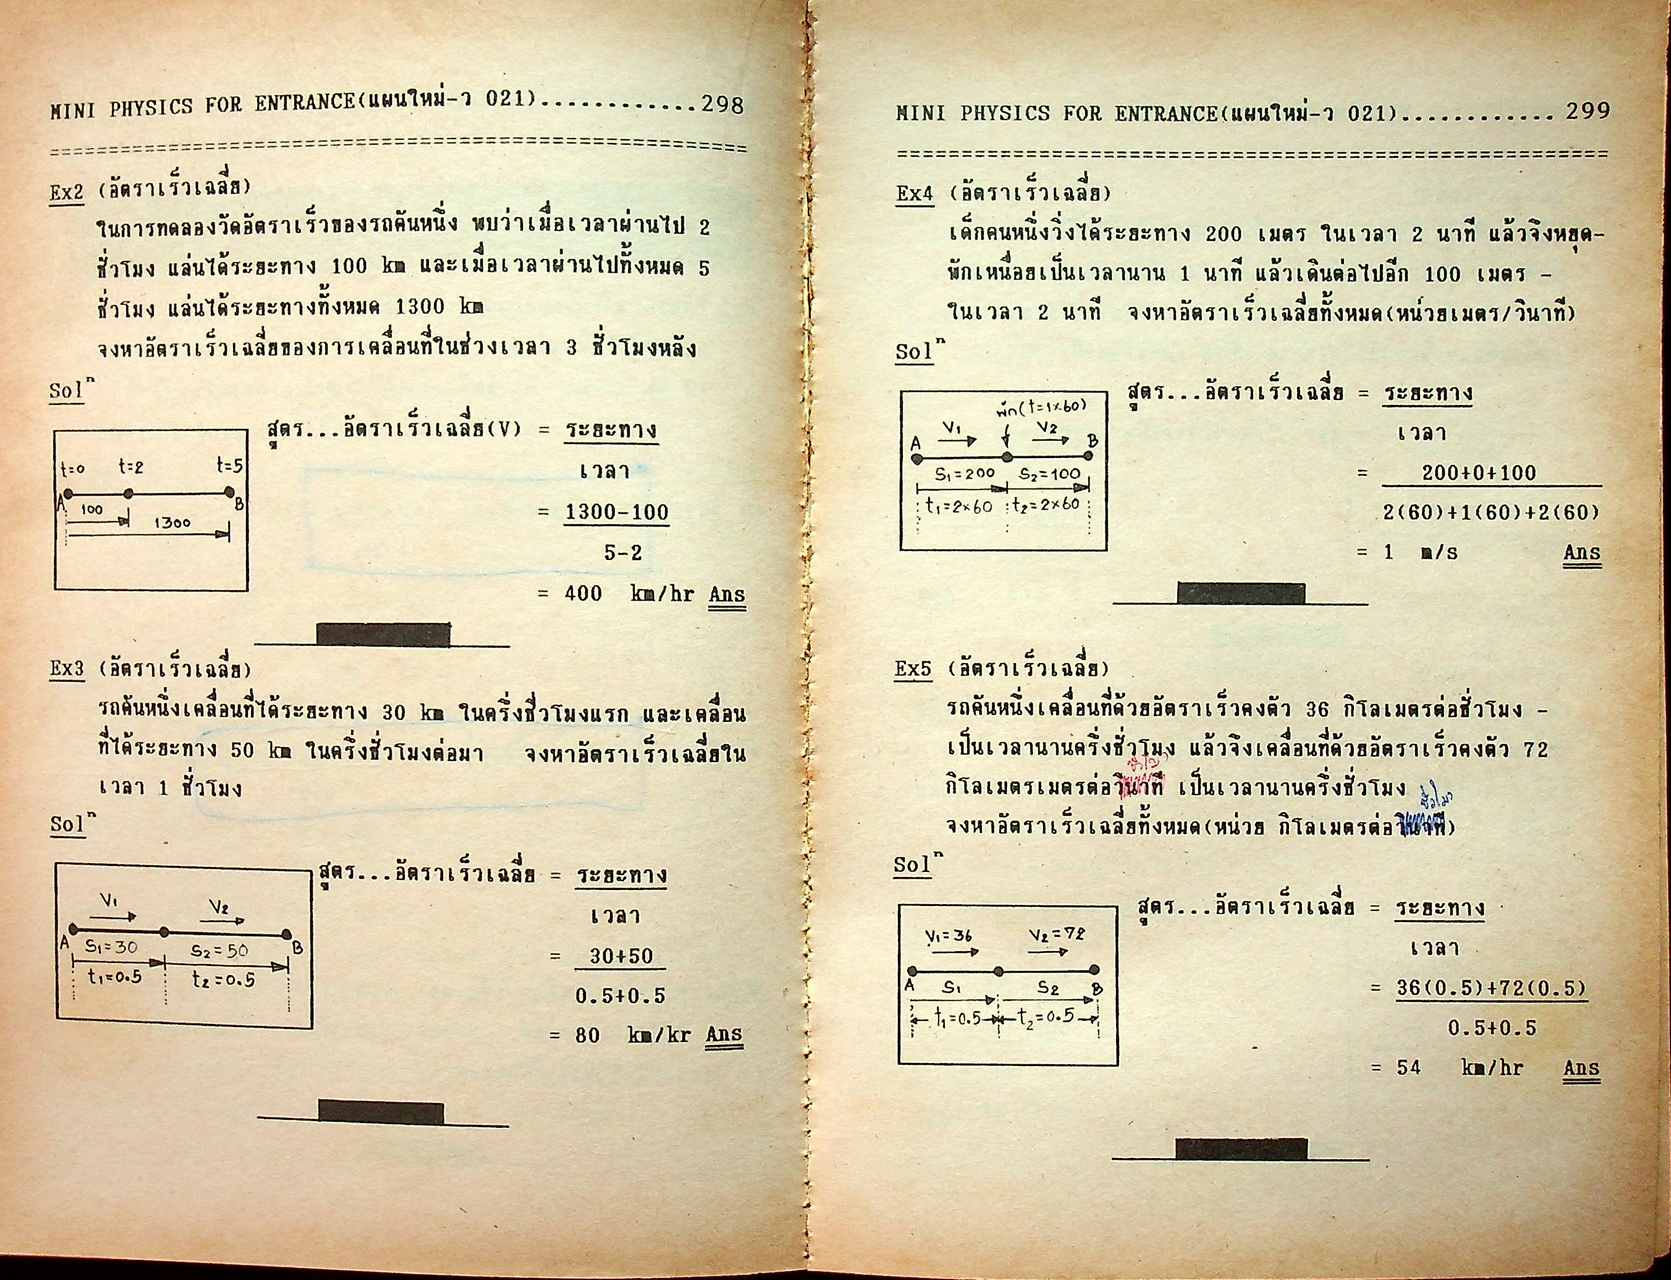 MINI PHYSICS FOR ENTRANCE(แผนใหม่-ว 021)............298
=========================================================
Ex2 (อัตราเร็วเฉลี่ย)
ในการทดลองวัดอัตราเร็วของรถคันหนึ่ง พบว่าเมื่อเวลาผ่านไป 2
ชั่วโมง แล่นได้ระยะทาง 100 km และเมื่อเวลาผ่านไปทั้งหมด 5
ชั่วโมง แล่นได้ระยะทางทั้งหมด 1300 km
จงหาอัตราเร็วเฉลี่ยของการเคลื่อนที่ในช่วงเวลา 3 ชั่วโมงหลัง
Solⁿ
t=0 t=2 t=5
A B
100
1300
สูตร...อัตราเร็วเฉลี่ย(V) = ระยะทาง
เวลา
= 1300-100
5-2
= 400 km/hr Ans
Ex3 (อัตราเร็วเฉลี่ย)
รถคันหนึ่งเคลื่อนที่ได้ระยะทาง 30 km ในครึ่งชั่วโมงแรก และเคลื่อน
ที่ได้ระยะทาง 50 km ในครึ่งชั่วโมงต่อมา จงหาอัตราเร็วเฉลี่ยใน
เวลา 1 ชั่วโมง
Solⁿ
V₁ V₂
A B
S₁=30 S₂=50
t₁=0.5 t₂=0.5
สูตร...อัตราเร็วเฉลี่ย = ระยะทาง
เวลา
= 30+50
0.5+0.5
= 80 km/kr Ans
MINI PHYSICS FOR ENTRANCE(แผนใหม่-ว 021)............ 299
=========================================================
Ex4 (อัตราเร็วเฉลี่ย)
เด็กคนหนึ่งวิ่งได้ระยะทาง 200 เมตร ในเวลา 2 นาที แล้วจึงหยุด-
พักเหนื่อยเป็นเวลานาน 1 นาที แล้วเดินต่อไปอีก 100 เมตร -
ในเวลา 2 นาที จงหาอัตราเร็วเฉลี่ยทั้งหมด(หน่วยเมตร/วินาที)
Solⁿ
พัก(t=1×60)
V₁ V₂
A B
S₁=200 S₂=100
t₁=2×60 t₂=2×60
สูตร...อัตราเร็วเฉลี่ย = ระยะทาง
เวลา
= 200+0+100
2(60)+1(60)+2(60)
= 1 m/s Ans
Ex5 (อัตราเร็วเฉลี่ย)
รถคันหนึ่งเคลื่อนที่ด้วยอัตราเร็วคงตัว 36 กิโลเมตรต่อชั่วโมง -
เป็นเวลานานครึ่งชั่วโมง แล้วจึงเคลื่อนที่ด้วยอัตราเร็วคงตัว 72
กิโลเมตรเมตรต่อวินาที เป็นเวลานานครึ่งชั่วโมง
ชั่วโมง
จงหาอัตราเร็วเฉลี่ยทั้งหมด(หน่วย กิโลเมตรต่อวินาที)
Solⁿ
V₁=36 V₂=72
A B
S₁ S₂
t₁=0.5 t₂=0.5
สูตร...อัตราเร็วเฉลี่ย = ระยะทาง
เวลา
= 36(0.5)+72(0.5)
0.5+0.5
= 54 km/hr Ans